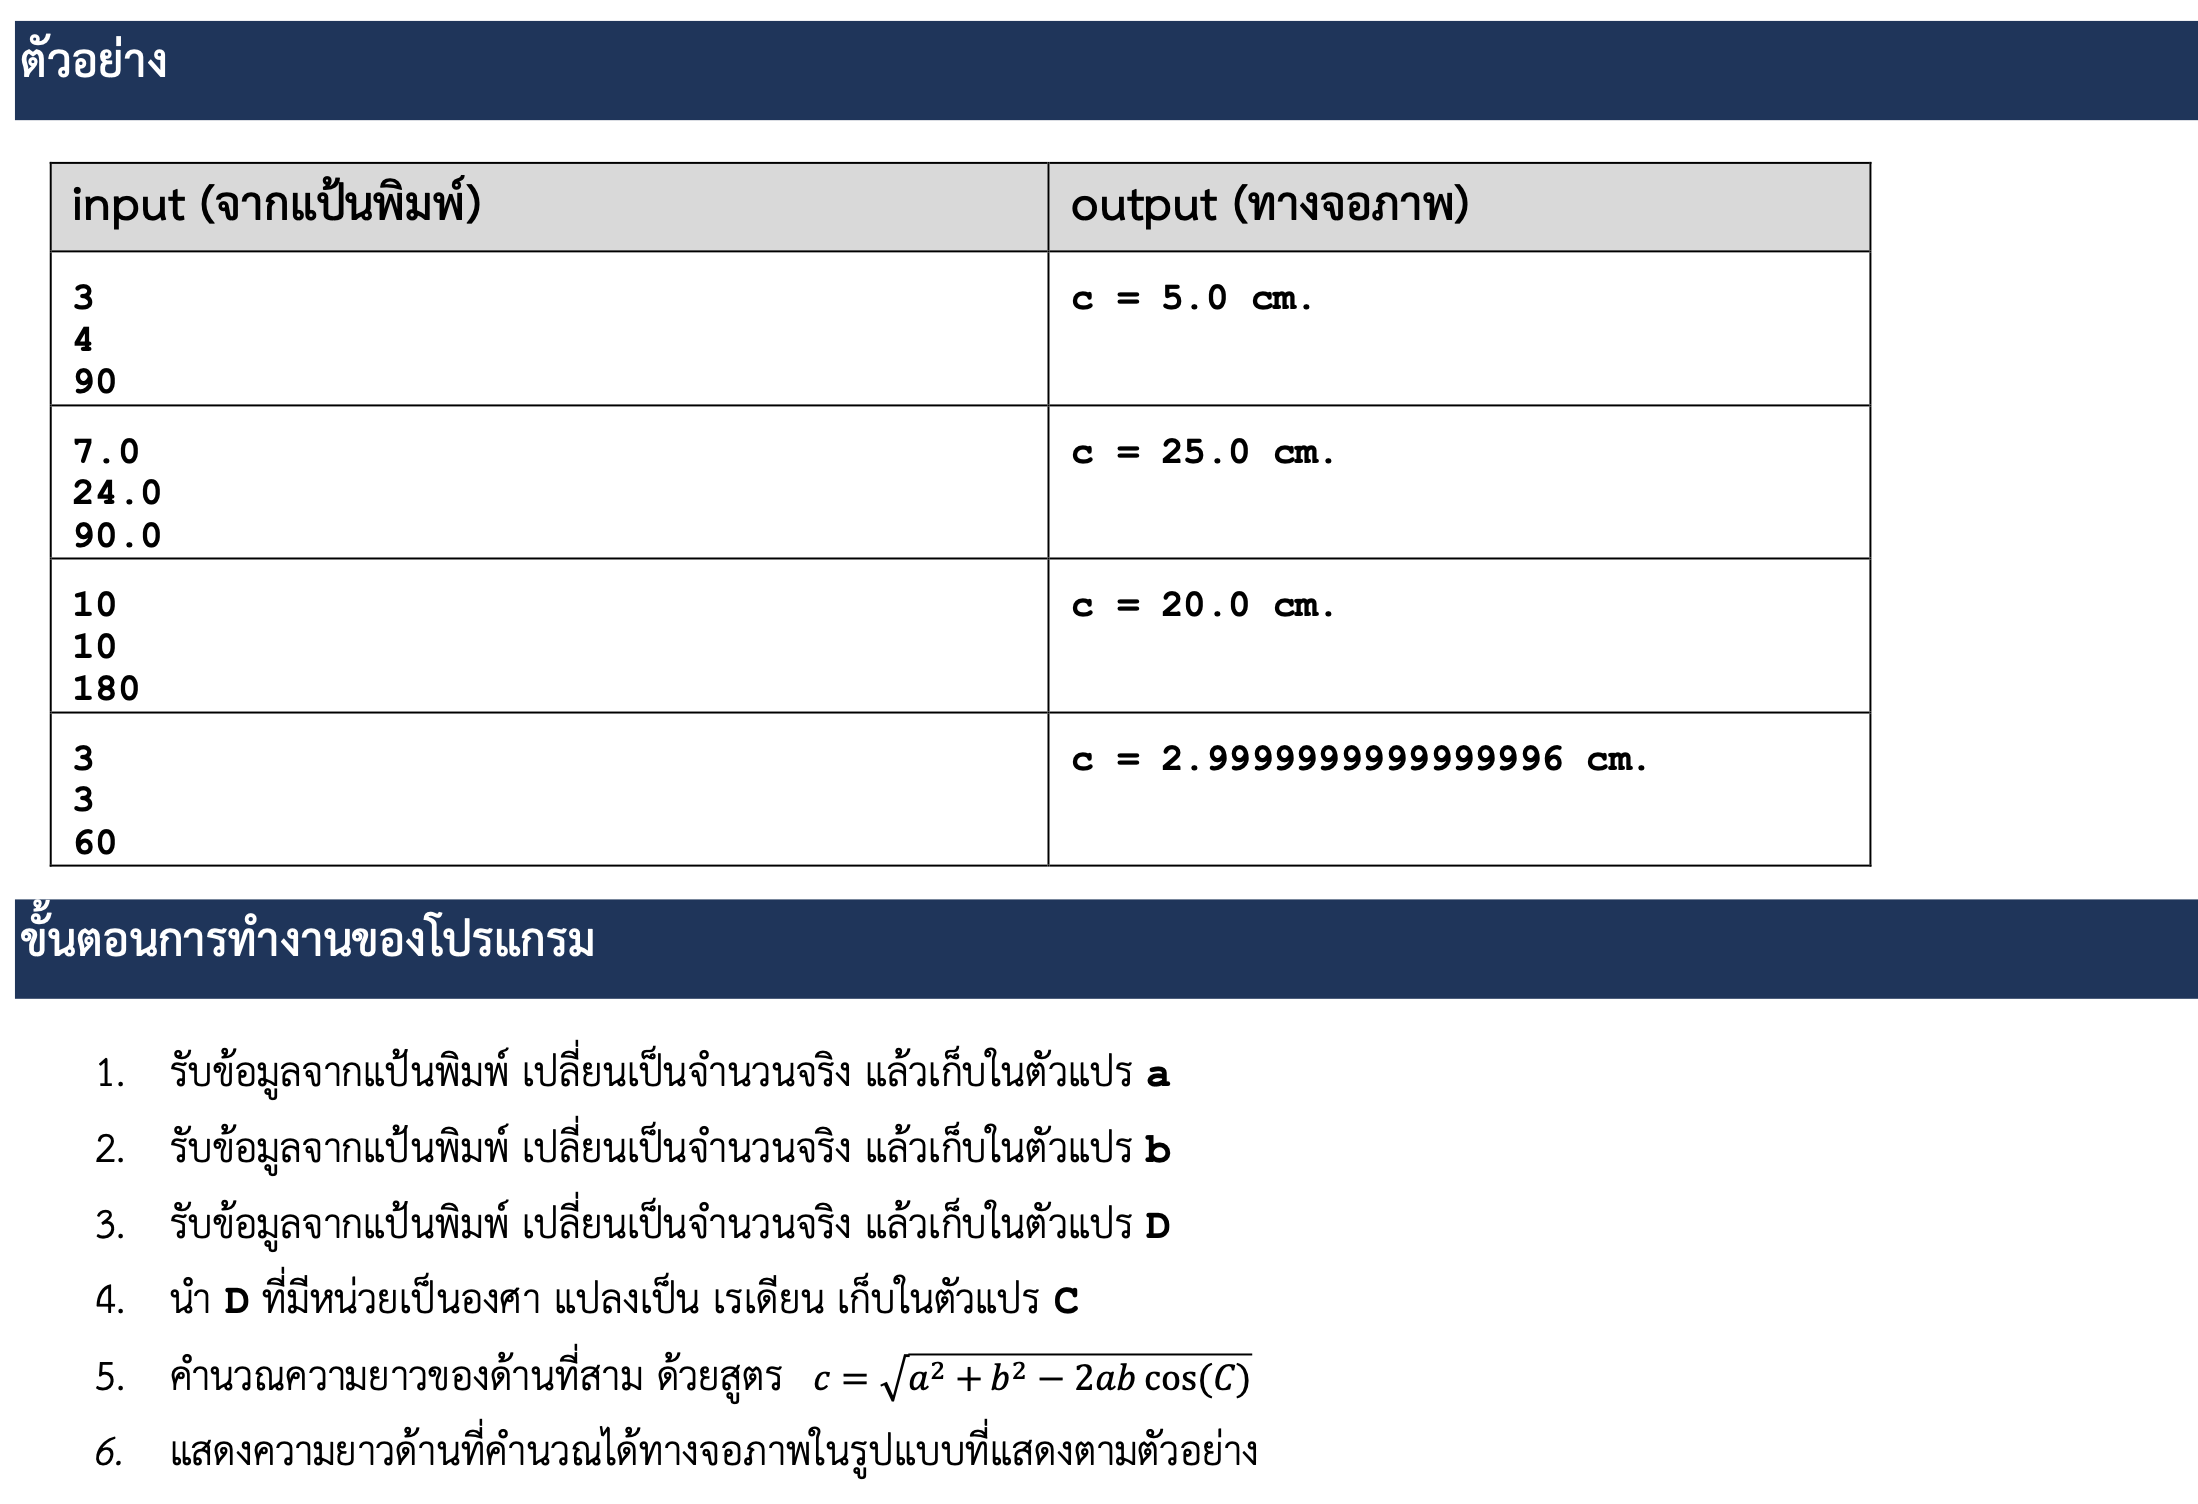 ตัวอย่าง
input (จากแป้นพิมพ์)
output (ทางจอภาพ)
3
4
90
c = 5.0 cm.
7.0
24.0
90.0
c = 25.0 cm.
10
10
180
c = 20.0 cm.
3
3
60
c = 2.9999999999999996 cm.
ขั้นตอนการทำงานของโปรแกรม
1. รับข้อมูลจากแป้นพิมพ์ เปลี่ยนเป็นจำนวนจริง แล้วเก็บในตัวแปร a
2. รับข้อมูลจากแป้นพิมพ์ เปลี่ยนเป็นจำนวนจริง แล้วเก็บในตัวแปร b
3. รับข้อมูลจากแป้นพิมพ์ เปลี่ยนเป็นจำนวนจริง แล้วเก็บในตัวแปร D
4. นำ D ที่มีหน่วยเป็นองศา แปลงเป็น เรเดียน เก็บในตัวแปร C
5. คำนวณความยาวของด้านที่สาม ด้วยสูตร c = √(a² + b² − 2ab cos(C))
6. แสดงความยาวด้านที่คำนวณได้ทางจอภาพในรูปแบบที่แสดงตามตัวอย่าง